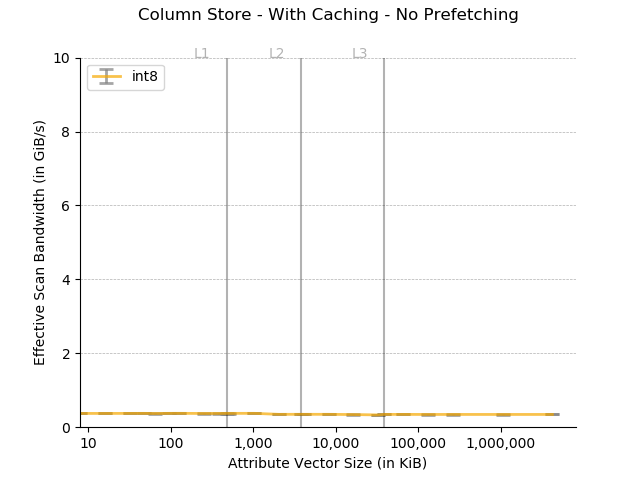 Column Store - With Caching - No Prefetching
L1 L2 L3
int8
Effective Scan Bandwidth (in GiB/s)
10
8
6
4
2
0
10 100 1,000 10,000 100,000 1,000,000
Attribute Vector Size (in KiB)